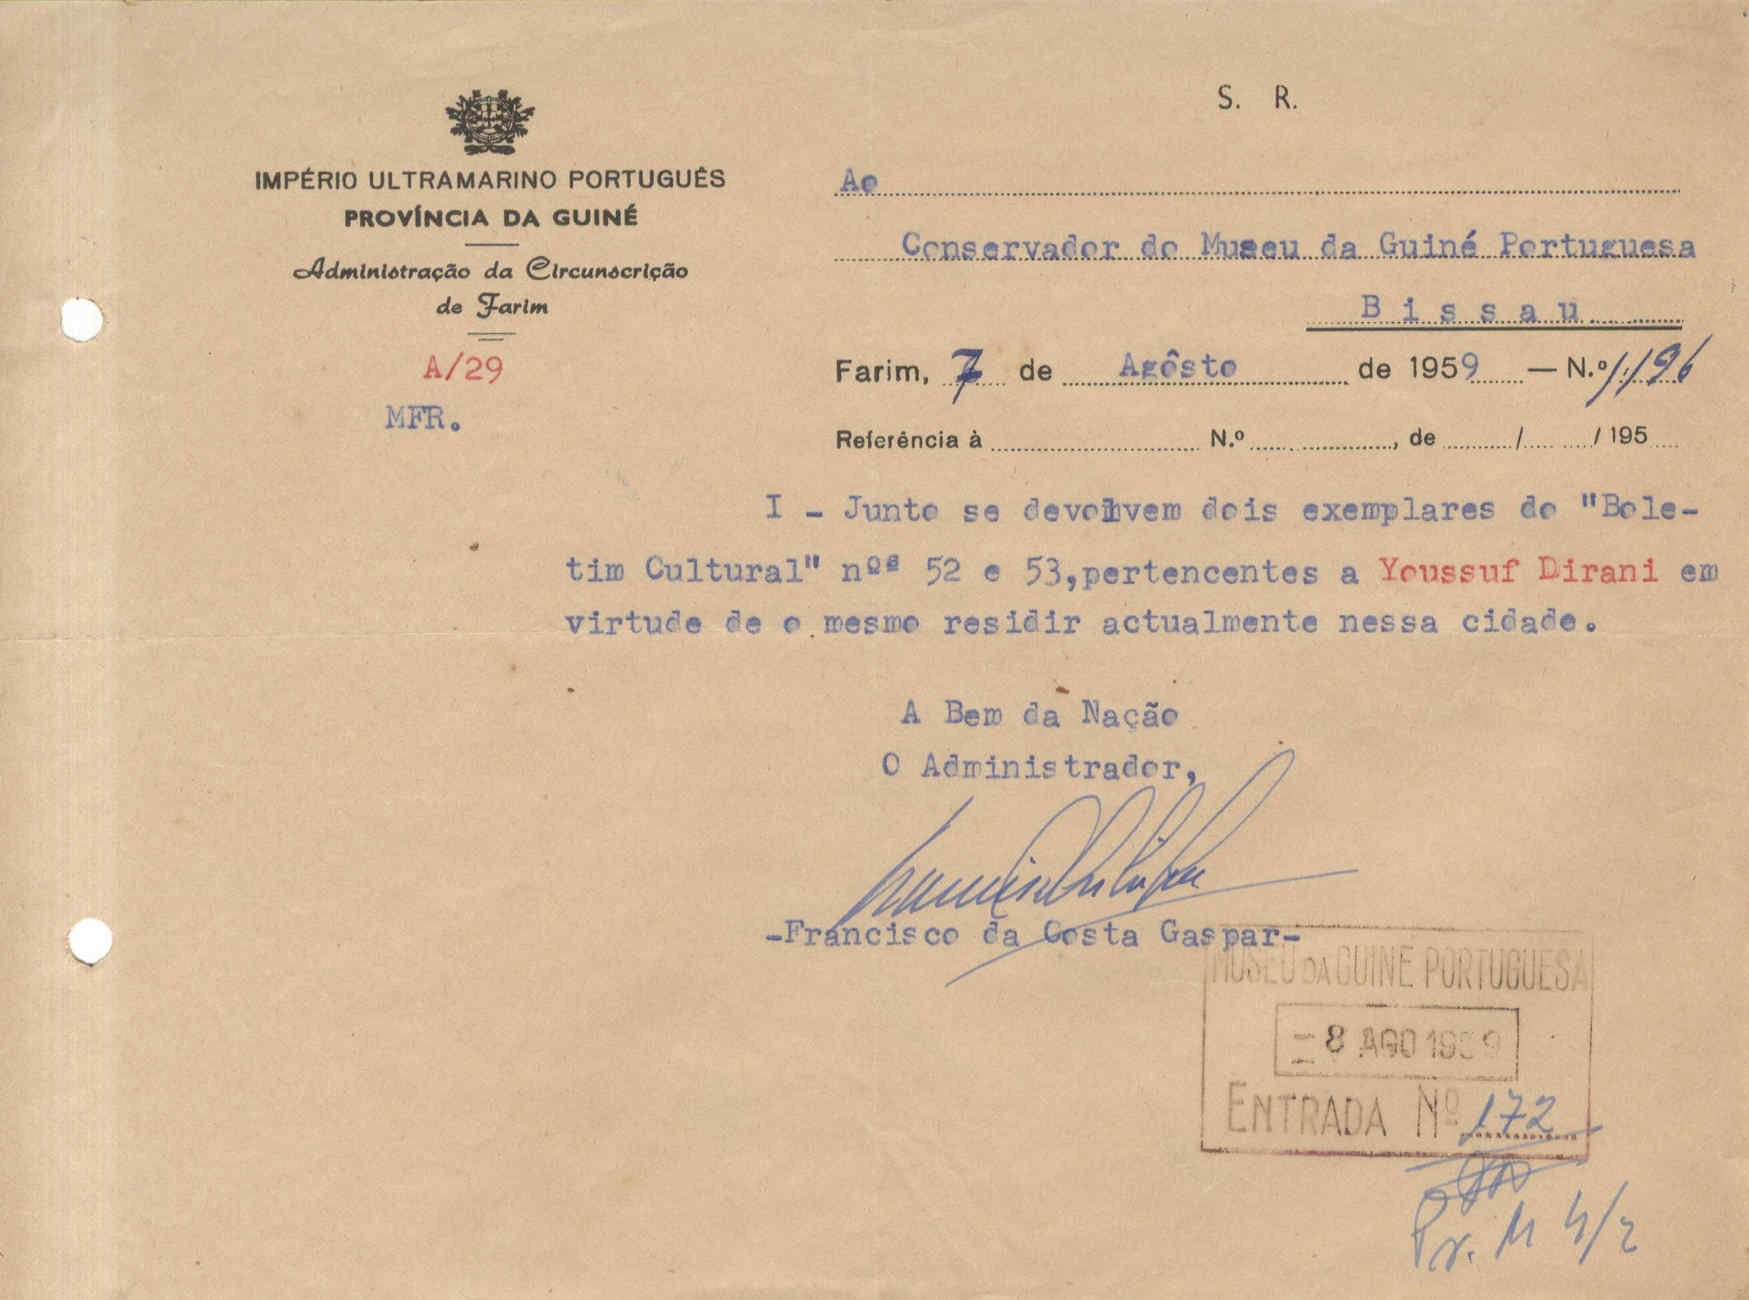 IMPÉRIO ULTRAMARINO PORTUGUÊS
PROVÍNCIA DA GUINÉ
Administração da Circunscrição
de Farim
A/29
MFR.
S. R.
Ao
Conservador do Museu da Guiné Portuguesa
Bissau
Farim, 7 de Agôsto de 1959 — N.º 1.196
Referência à N.º , de / / 195
I - Junto se devolvem dois exemplares do "Bole-
tim Cultural" nºs 52 e 53, pertencentes a Youssuf Dirani em
virtude de o mesmo residir actualmente nessa cidade.
A Bem da Nação
O Administrador,
-Francisco da Costa Gaspar-
MUSEU DA GUINÉ PORTUGUESA
- 8 AGO 1959
ENTRADA Nº 172